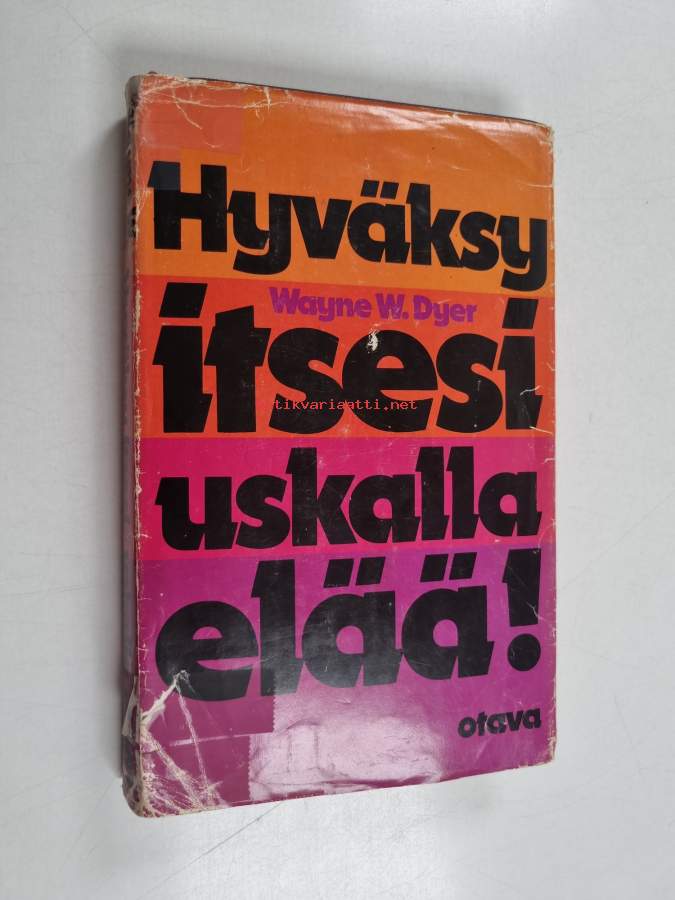 Hyväksy
Wayne W. Dyer
itsesi
tikvariaatti.net
uskalla
elää!
otava